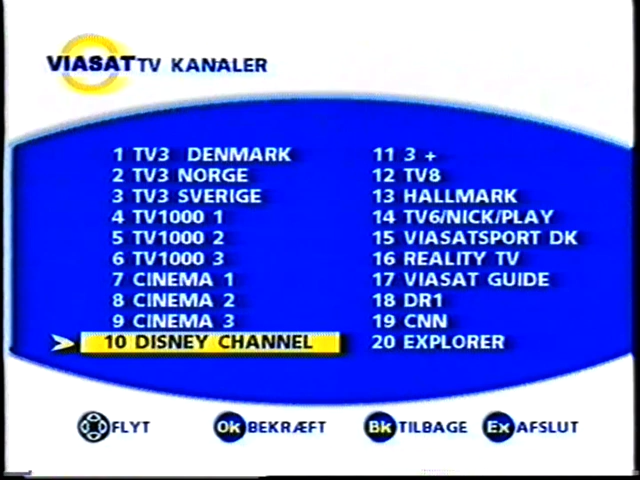 VIASAT TV KANALER
1 TV3 DENMARK
2 TV3 NORGE
3 TV3 SVERIGE
4 TV1000 1
5 TV1000 2
6 TV1000 3
7 CINEMA 1
8 CINEMA 2
9 CINEMA 3
10 DISNEY CHANNEL
11 3 +
12 TV8
13 HALLMARK
14 TV6/NICK/PLAY
15 VIASATSPORT DK
16 REALITY TV
17 VIASAT GUIDE
18 DR1
19 CNN
20 EXPLORER
FLYT Ok BEKRÆFT Bk TILBAGE Ex AFSLUT